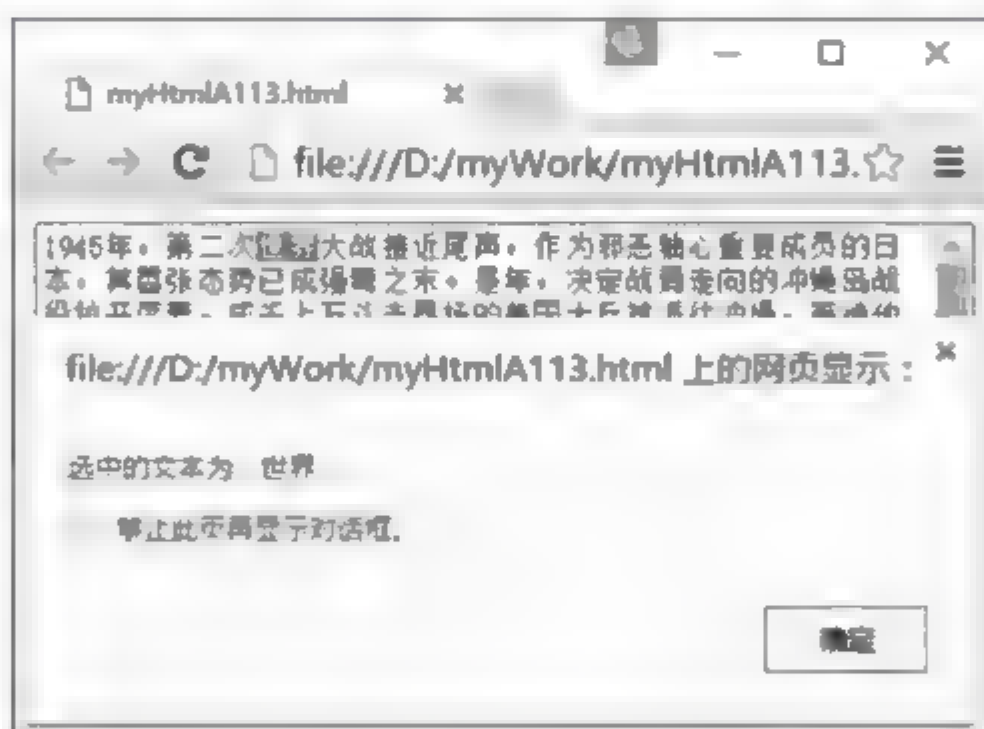 myHtmlA113.html
file:///D:/myWork/myHtmlA113.
1945年。第二次世界大战接近尾声。作为邪恶轴心重要成员的日
本。其嚣张态势已成强弩之末。是年。决定战局走向的冲绳岛战
file:///D:/myWork/myHtmlA113.html 上的网页显示：
选中的文本为 世界
禁止此页再显示对话框。
确定